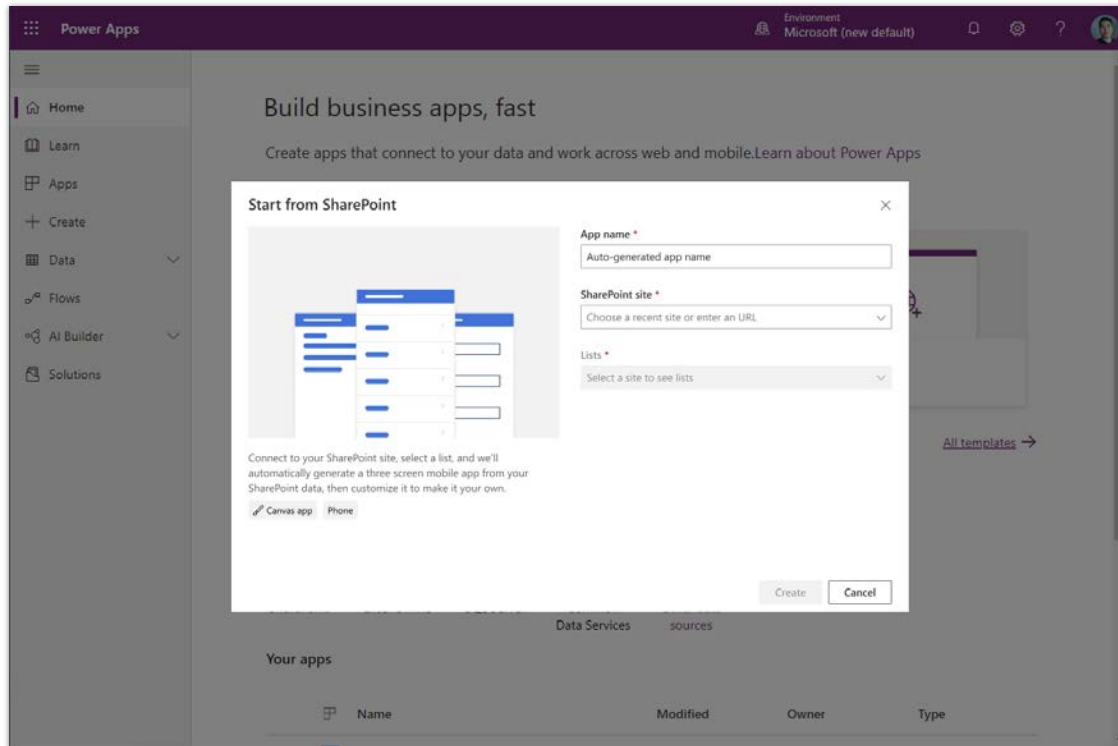 Power Apps
Environment
Microsoft (new default)
?
Home
Learn
Apps
Create
Data
Flows
AI Builder
Solutions
Build business apps, fast
Create apps that connect to your data and work across web and mobile.Learn about Power Apps
Start from SharePoint
App name *
Auto-generated app name
SharePoint site *
Choose a recent site or enter an URL
Lists *
Select a site to see lists
Connect to your SharePoint site, select a list, and we'll
automatically generate a three screen mobile app from your
SharePoint data, then customize it to make it your own.
Canvas app Phone
Create Cancel
All templates
Data Services sources
Your apps
Name Modified Owner Type